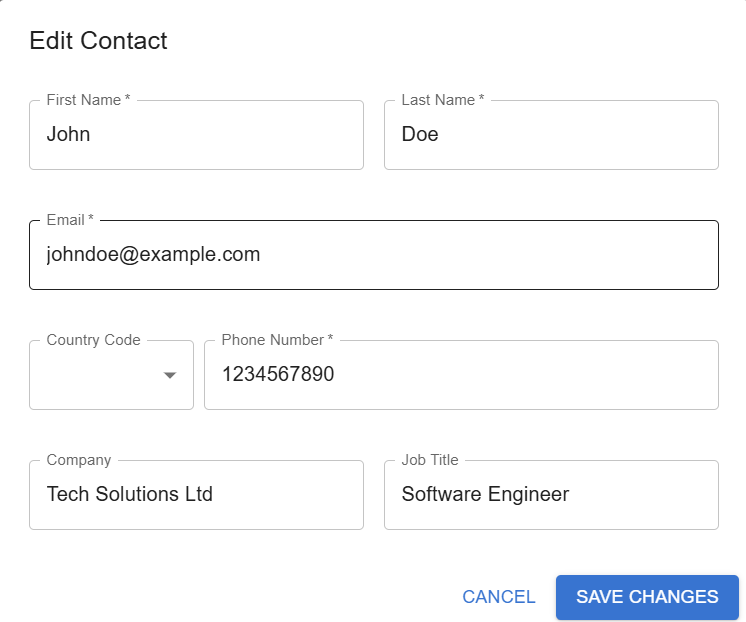 Edit Contact
First Name *
Last Name *
John
Doe
Email *
johndoe@example.com
Country Code
Phone Number *
1234567890
Company
Job Title
Tech Solutions Ltd
Software Engineer
CANCEL
SAVE CHANGES